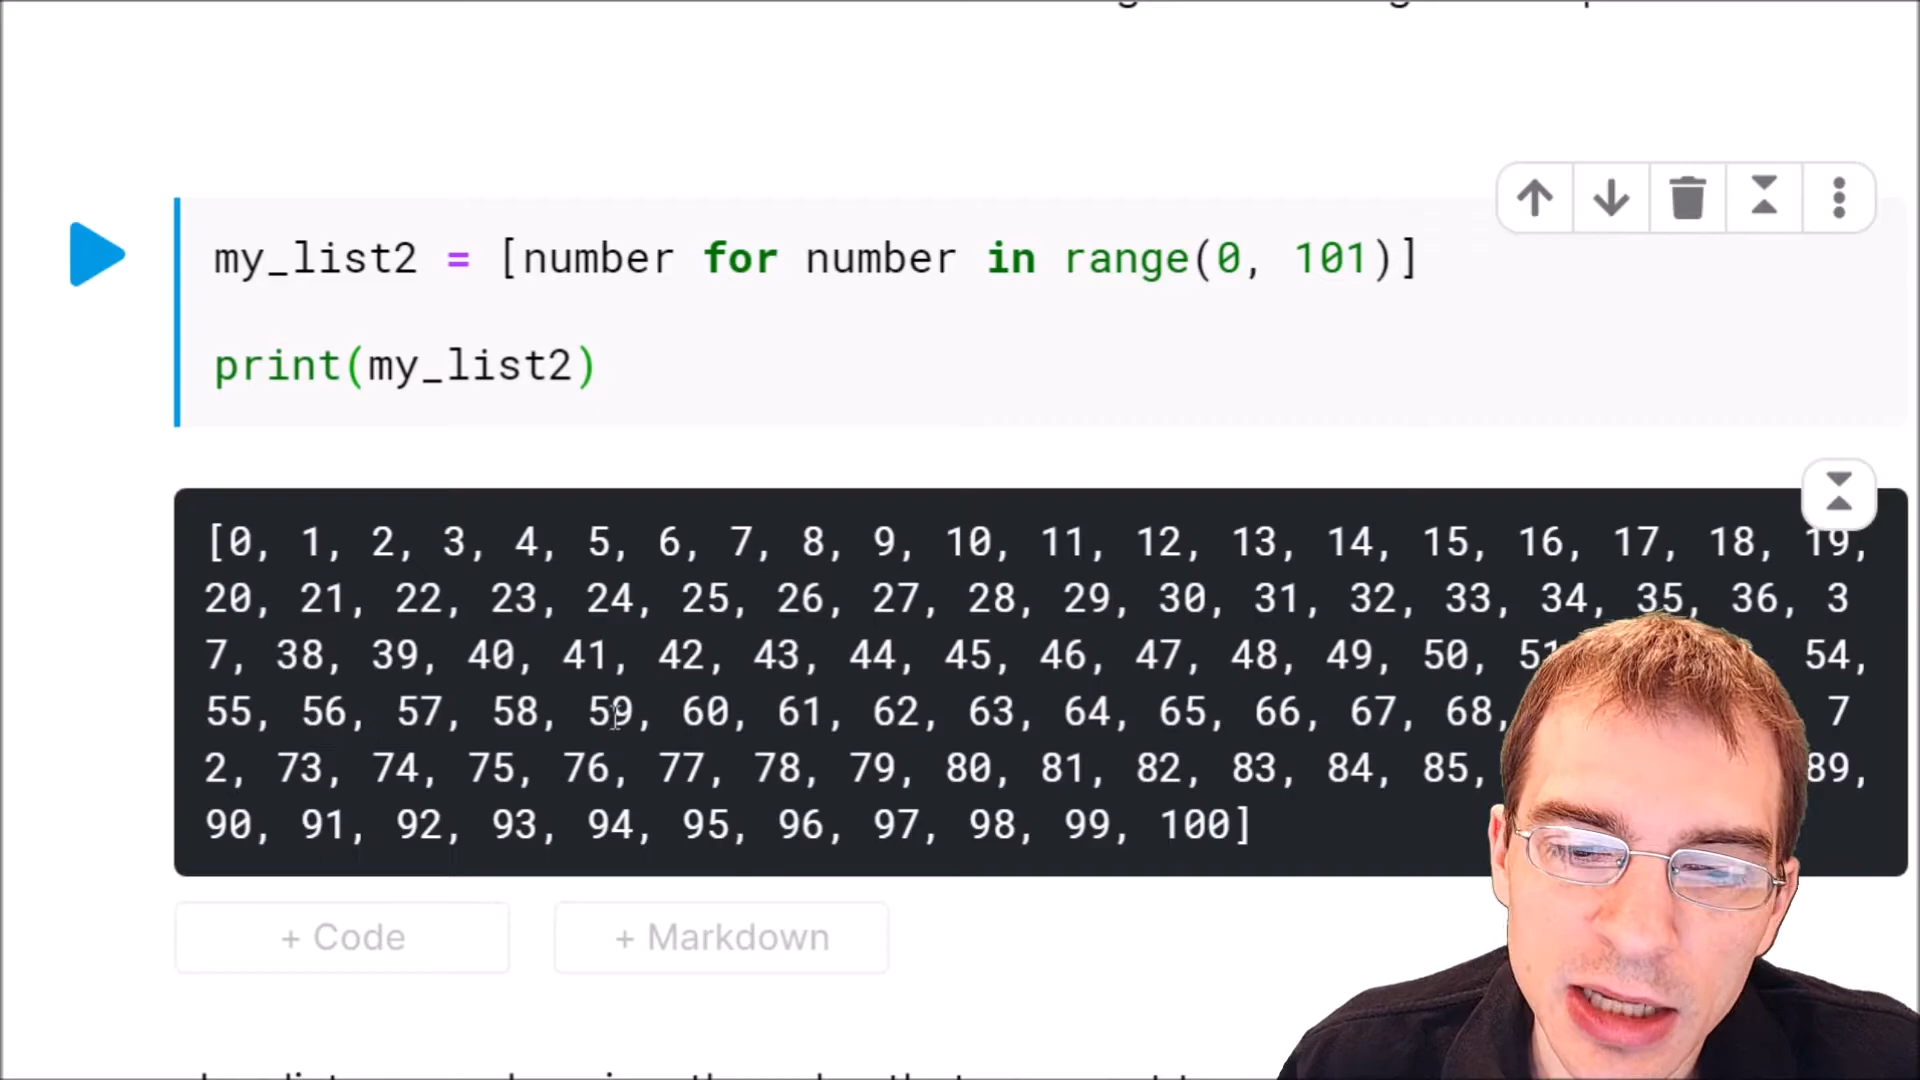 my_list2 = [number for number in range(0, 101)]
print(my_list2)
[0, 1, 2, 3, 4, 5, 6, 7, 8, 9, 10, 11, 12, 13, 14, 15, 16, 17, 18, 19,
20, 21, 22, 23, 24, 25, 26, 27, 28, 29, 30, 31, 32, 33, 34, 35, 36, 3
7, 38, 39, 40, 41, 42, 43, 44, 45, 46, 47, 48, 49, 50, 51 54,
55, 56, 57, 58, 59, 60, 61, 62, 63, 64, 65, 66, 67, 68, 7
2, 73, 74, 75, 76, 77, 78, 79, 80, 81, 82, 83, 84, 85, 89,
90, 91, 92, 93, 94, 95, 96, 97, 98, 99, 100]
+ Code
+ Markdown